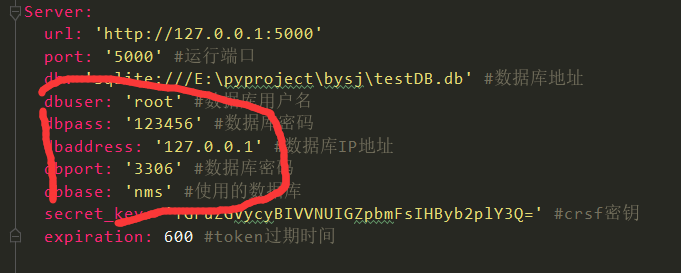 Server:
url: 'http://127.0.0.1:5000'
port: '5000' #运行端口
'sqlite:///E:\pyproject\bysj\testDB.db' #数据库地址
dbuser: 'root' #数据库用户名
dbpass: '123456' #数据库密码
dbaddress: '127.0.0.1' #数据库IP地址
dbport: '3306' #数据库密码
dbbase: 'nms' #使用的数据库
secret_key #crsf密钥
expiration: 600 #token过期时间